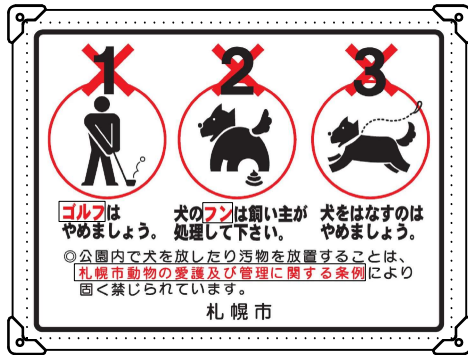 1 2 3
ゴルフは
やめましょう。
犬のフンは飼い主が
処理して下さい。
犬をはなすのは
やめましょう。
◎公園内で犬を放したり汚物を放置することは、
札幌市動物の愛護及び管理に関する条例により
固く禁じられています。
札幌市